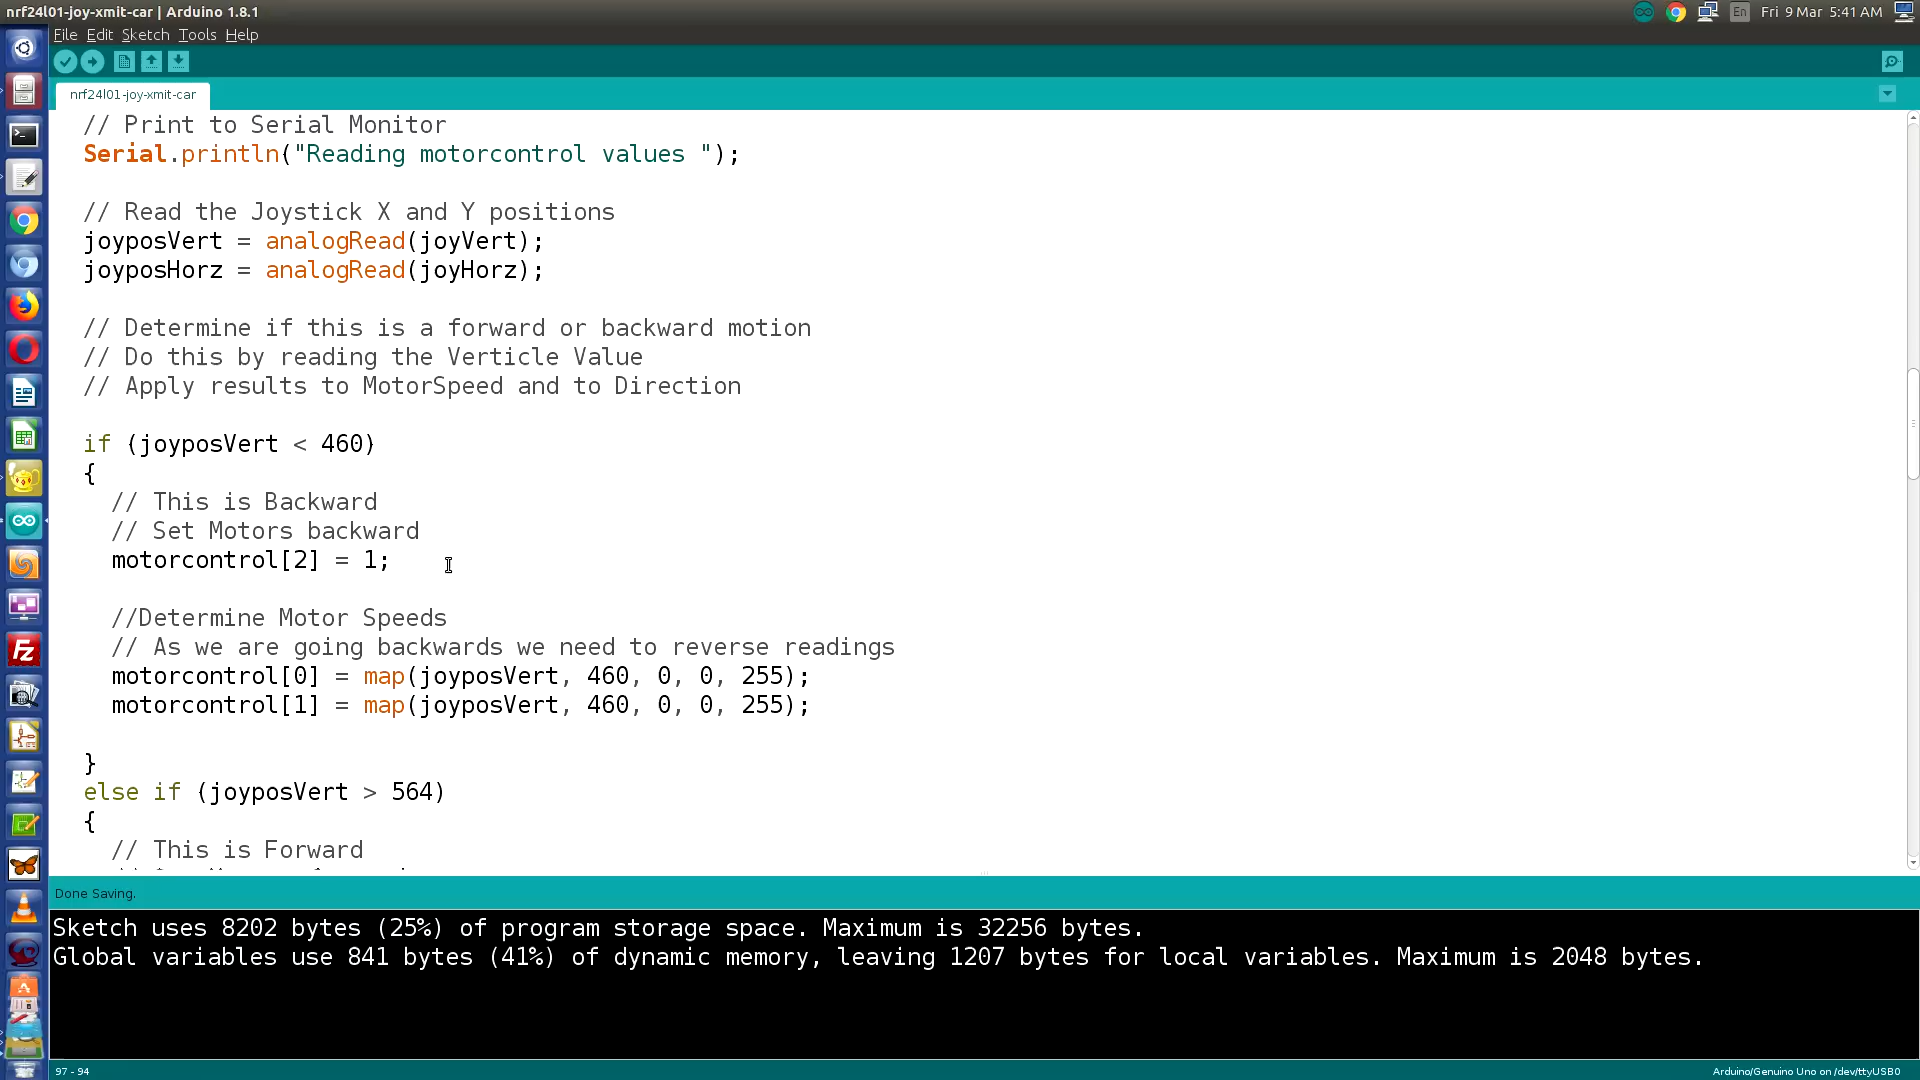 nrf24l01-joy-xmit-car | Arduino 1.8.1
En Fri 9 Mar 5:41 AM
File Edit Sketch Tools Help
nrf24l01-joy-xmit-car
// Print to Serial Monitor
Serial.println("Reading motorcontrol values ");
// Read the Joystick X and Y positions
joyposVert = analogRead(joyVert);
joyposHorz = analogRead(joyHorz);
// Determine if this is a forward or backward motion
// Do this by reading the Verticle Value
// Apply results to MotorSpeed and to Direction
if (joyposVert < 460)
{
// This is Backward
// Set Motors backward
motorcontrol[2] = 1;
//Determine Motor Speeds
// As we are going backwards we need to reverse readings
motorcontrol[0] = map(joyposVert, 460, 0, 0, 255);
motorcontrol[1] = map(joyposVert, 460, 0, 0, 255);
}
else if (joyposVert > 564)
{
// This is Forward
Done Saving.
Sketch uses 8202 bytes (25%) of program storage space. Maximum is 32256 bytes.
Global variables use 841 bytes (41%) of dynamic memory, leaving 1207 bytes for local variables. Maximum is 2048 bytes.
97 - 94
Arduino/Genuino Uno on /dev/ttyUSB0